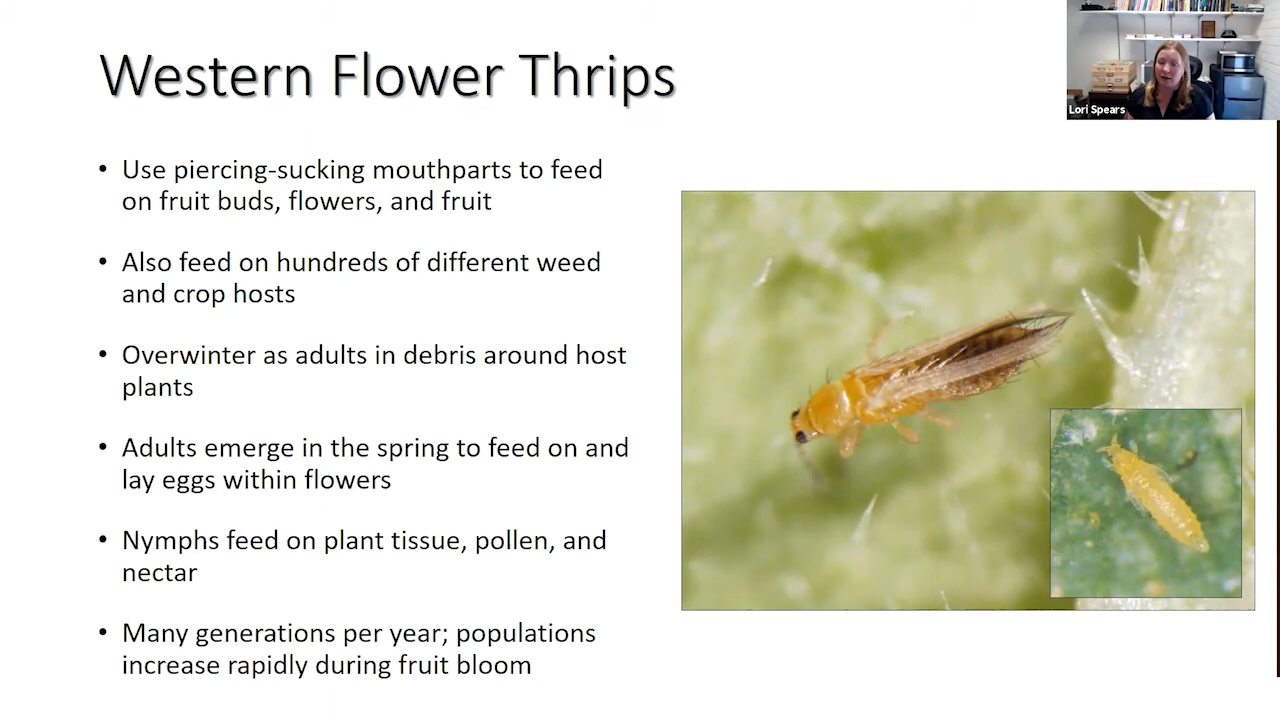 Western Flower Thrips
Lori Spears
• Use piercing-sucking mouthparts to feed
on fruit buds, flowers, and fruit
• Also feed on hundreds of different weed
and crop hosts
• Overwinter as adults in debris around host
plants
• Adults emerge in the spring to feed on and
lay eggs within flowers
• Nymphs feed on plant tissue, pollen, and
nectar
• Many generations per year; populations
increase rapidly during fruit bloom